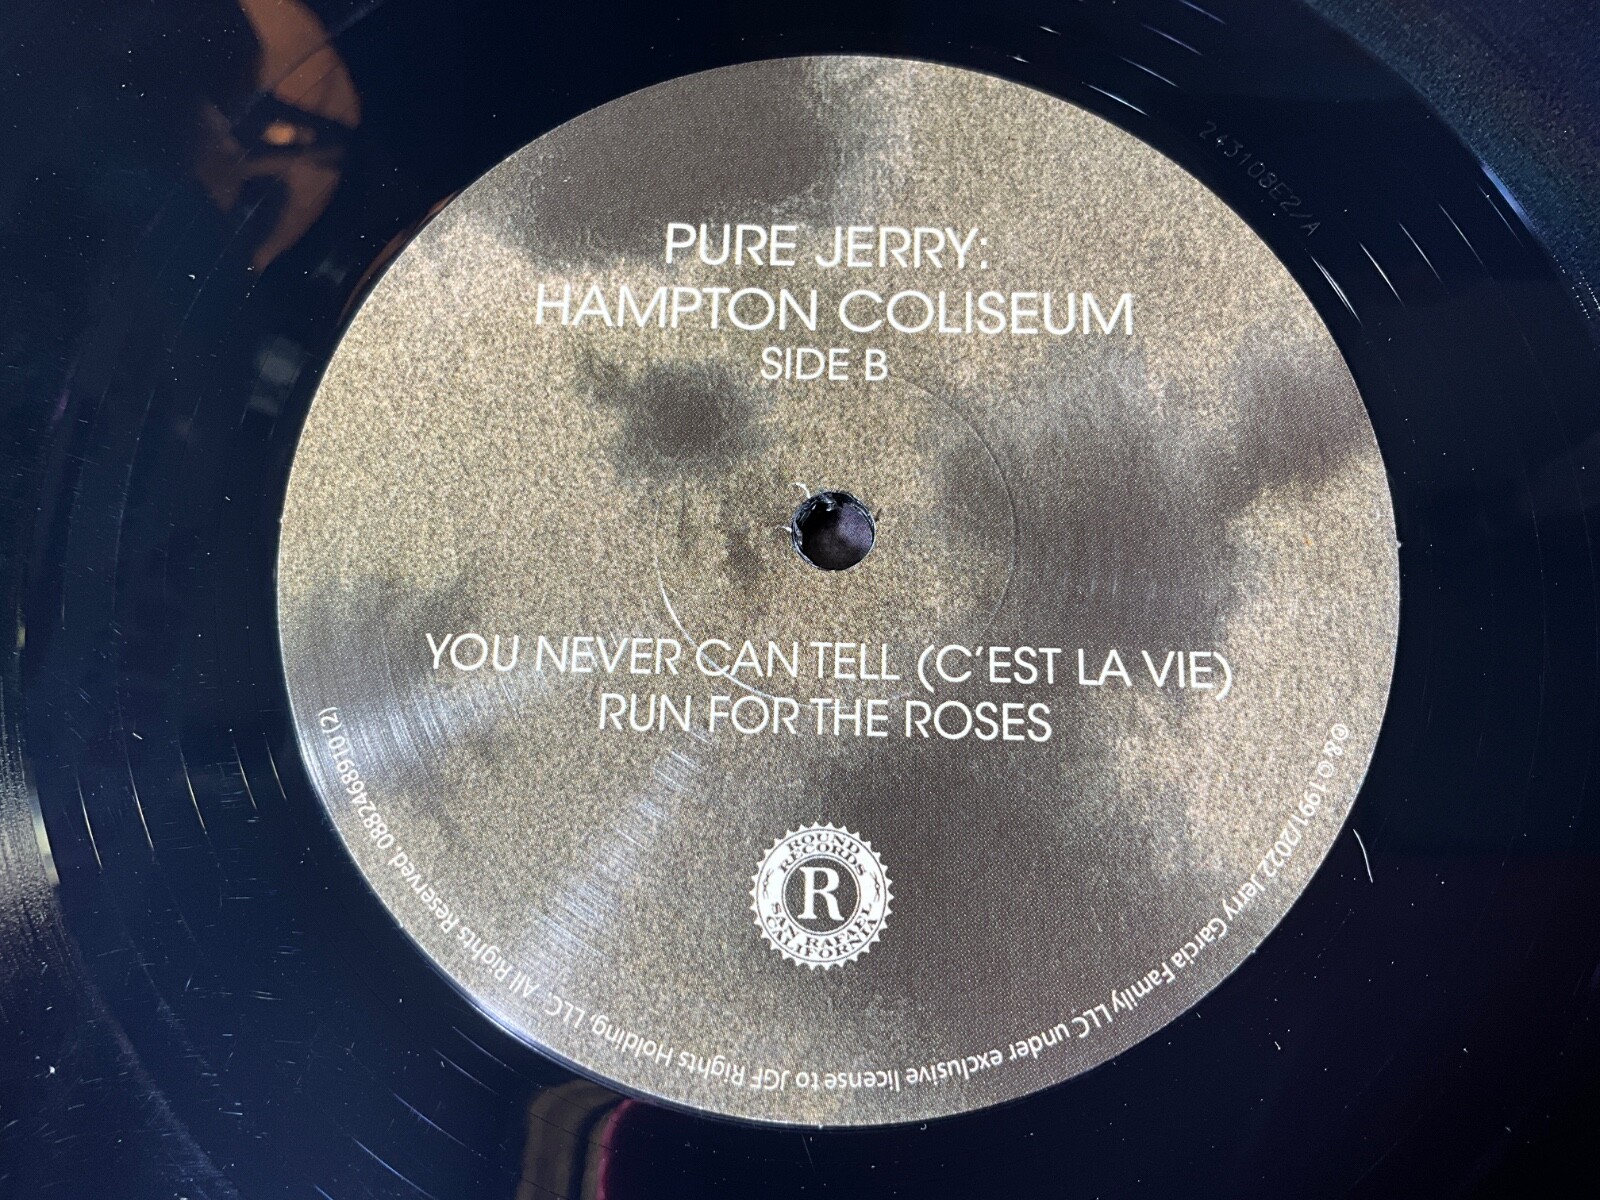 PURE JERRY:
HAMPTON COLISEUM
SIDE B
YOU NEVER CAN TELL (C'EST LA VIE)
RUN FOR THE ROSES
ROUND
RECORDS
R
SAN RAFAEL
CALIFORNIA
℗ & © 1991/2022 Jerry Garcia Family LLC under exclusive license to JGF Rights Holding, LLC. All Rights Reserved. 0882468910 (2)
243108E2/A